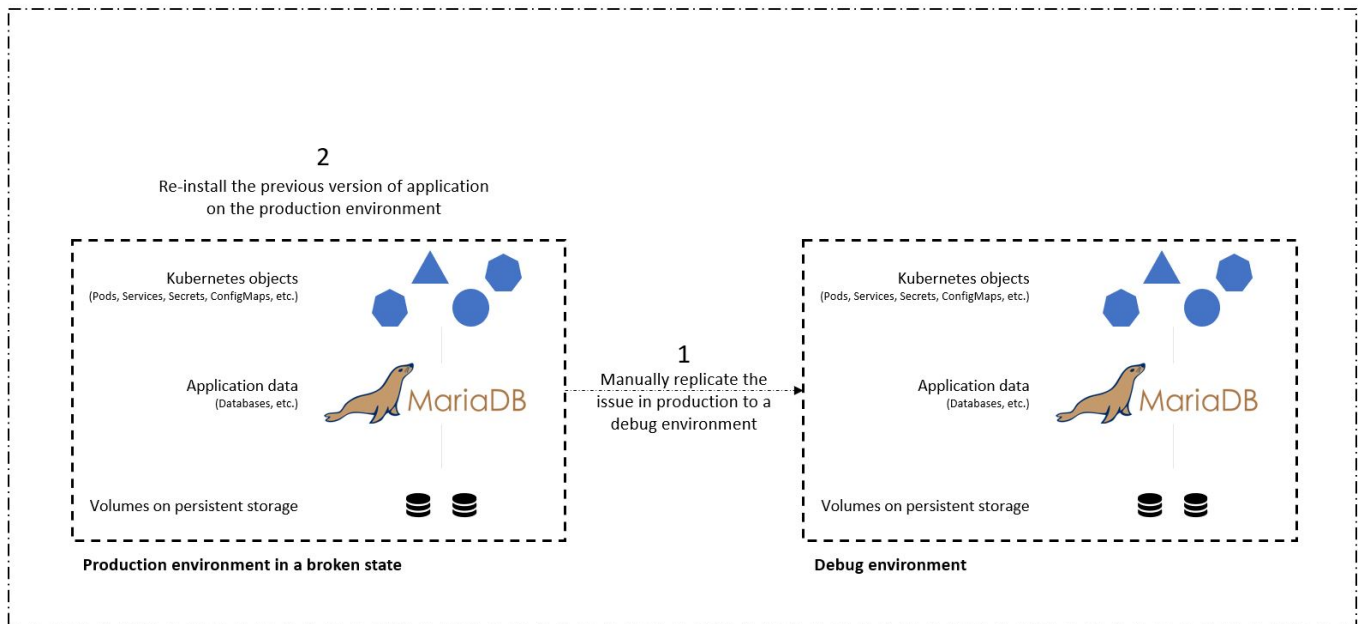 2
Re-install the previous version of application
on the production environment
Kubernetes objects
(Pods, Services, Secrets, ConfigMaps, etc.)
Application data
(Databases, etc.)
MariaDB
Volumes on persistent storage
Production environment in a broken state
1
Manually replicate the
issue in production to a
debug environment
Kubernetes objects
(Pods, Services, Secrets, ConfigMaps, etc.)
Application data
(Databases, etc.)
MariaDB
Volumes on persistent storage
Debug environment